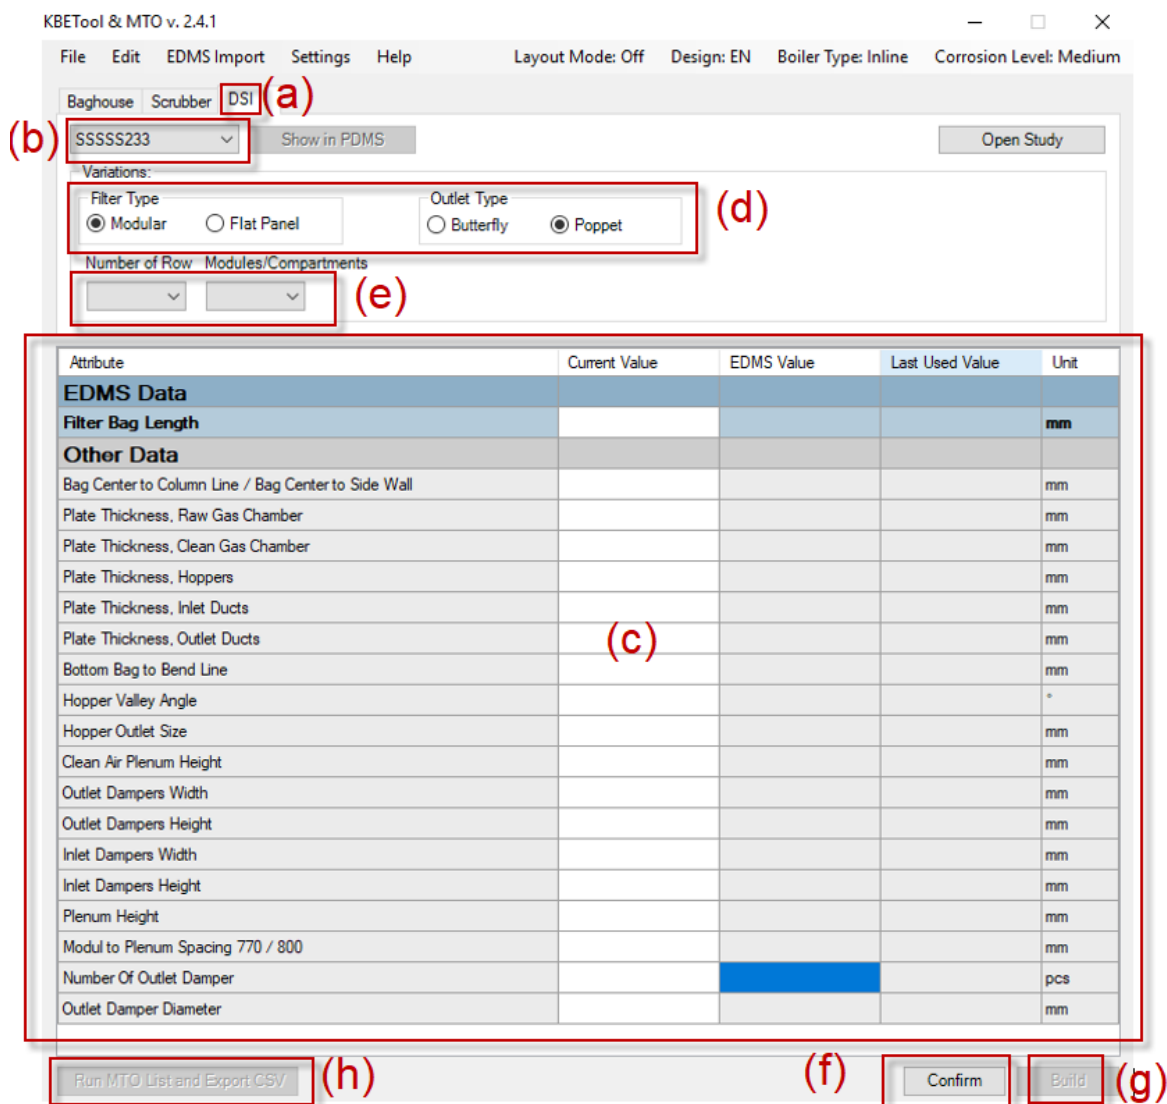 KBETool & MTO v. 2.4.1
File Edit EDMS Import Settings Help Layout Mode: Off Design: EN Boiler Type: Inline Corrosion Level: Medium
Baghouse Scrubber DSI (a)
(b) SSSSS233 Show in PDMS Open Study
Variations:
Filter Type Outlet Type
Modular Flat Panel Butterfly Poppet (d)
Number of Row Modules/Compartments
(e)
Attribute Current Value EDMS Value Last Used Value Unit
EDMS Data
Filter Bag Length mm
Other Data
Bag Center to Column Line / Bag Center to Side Wall mm
Plate Thickness, Raw Gas Chamber mm
Plate Thickness, Clean Gas Chamber mm
Plate Thickness, Hoppers mm
Plate Thickness, Inlet Ducts mm
Plate Thickness, Outlet Ducts (c) mm
Bottom Bag to Bend Line mm
Hopper Valley Angle °
Hopper Outlet Size mm
Clean Air Plenum Height mm
Outlet Dampers Width mm
Outlet Dampers Height mm
Inlet Dampers Width mm
Inlet Dampers Height mm
Plenum Height mm
Modul to Plenum Spacing 770 / 800 mm
Number Of Outlet Damper pcs
Outlet Damper Diameter mm
Run MTO List and Export CSV (h) (f) Confirm Build (g)